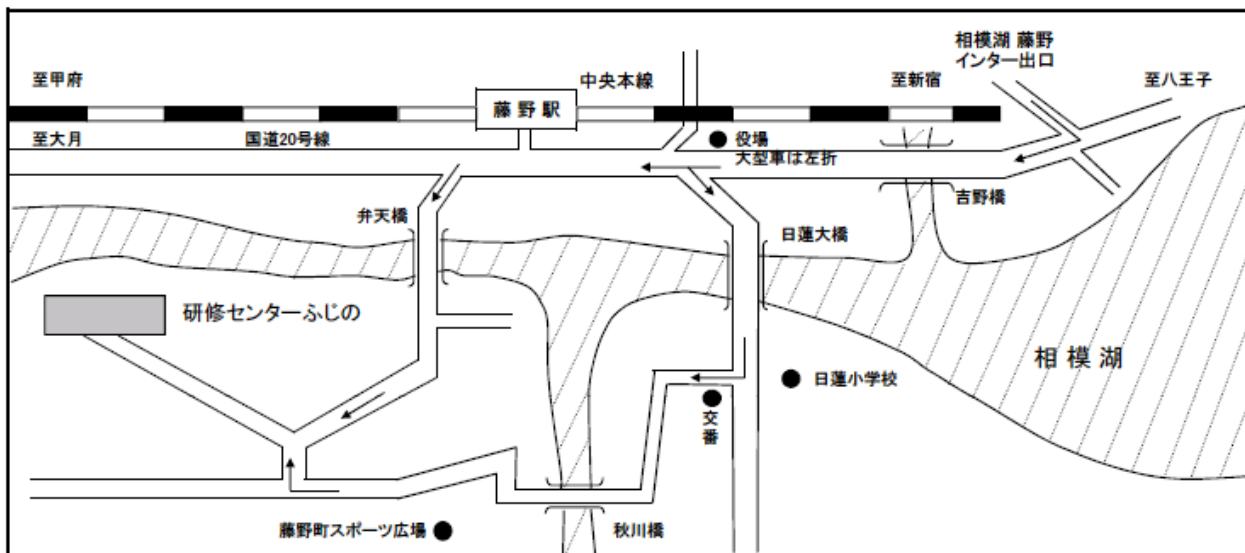 相模湖 藤野
インター出口
至甲府
中央本線
至新宿
至八王子
藤野駅
至大月
国道20号線
役場
大型車は左折
吉野橋
弁天橋
日蓮大橋
研修センターふじの
相模湖
日蓮小学校
交番
藤野町スポーツ広場
秋川橋